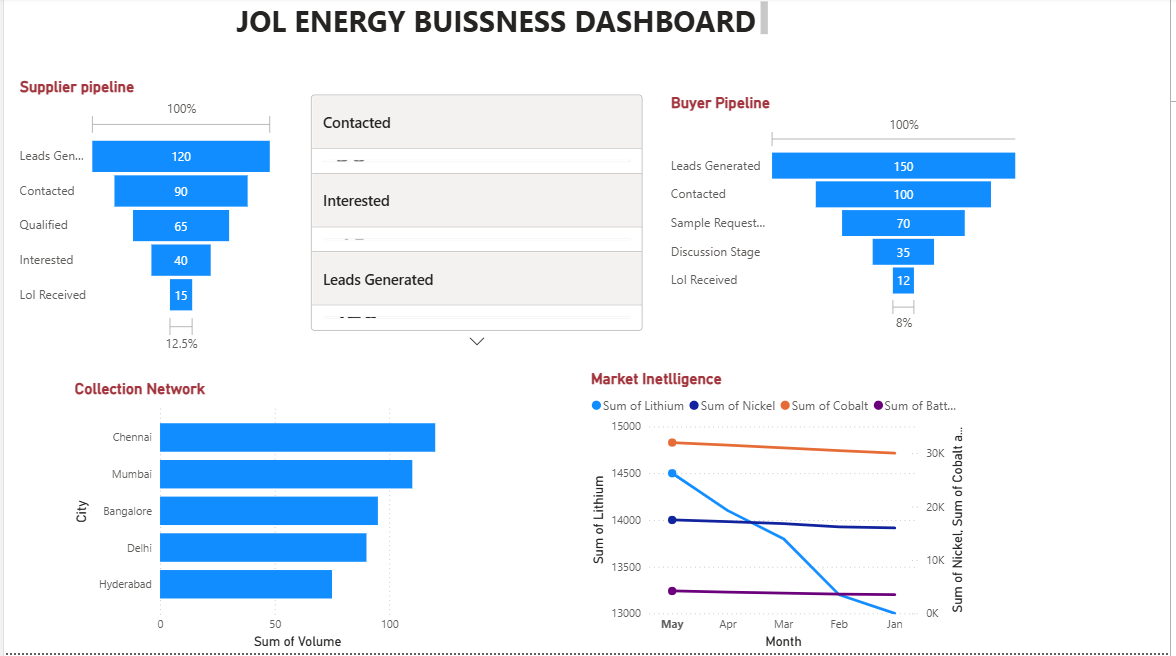 JOL ENERGY BUISSNESS DASHBOARD
Supplier pipeline
100%
Leads Gen... 120
Contacted 90
Qualified 65
Interested 40
LoI Received 15
12.5%
Contacted
Interested
Leads Generated
Buyer Pipeline
100%
Leads Generated 150
Contacted 100
Sample Request... 70
Discussion Stage 35
LoI Received 12
8%
Collection Network
City
Chennai
Mumbai
Bangalore
Delhi
Hyderabad
0 50 100
Sum of Volume
Market Inetlligence
Sum of Lithium Sum of Nickel Sum of Cobalt Sum of Batt...
Sum of Lithium
15000
14500
14000
13500
13000
30K
20K
10K
0K
Sum of Nickel, Sum of Cobalt a...
May Apr Mar Feb Jan
Month